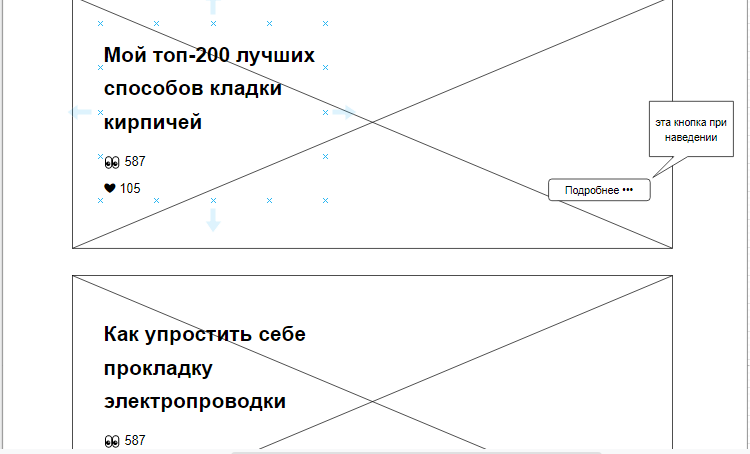 Мой топ-200 лучших
способов кладки
кирпичей
👀 587
♥ 105
эта кнопка при
наведении
Подробнее •••
Как упростить себе
прокладку
электропроводки
👀 587